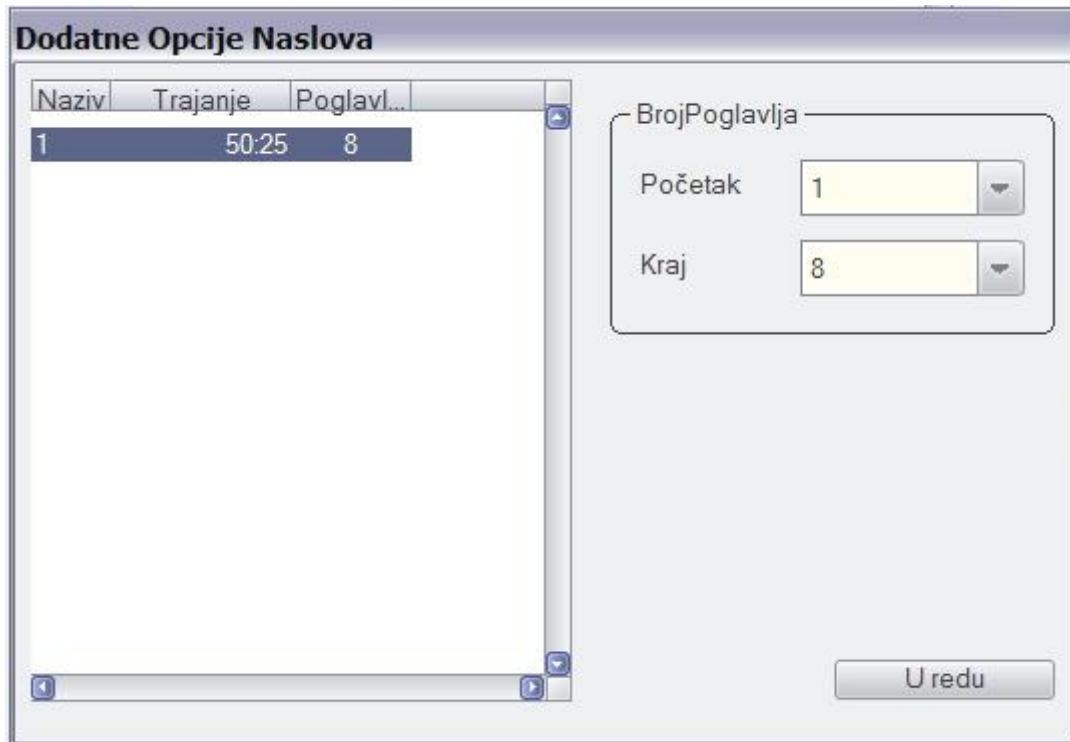 Dodatne Opcije Naslova
Naziv Trajanje Poglavl...
1 50:25 8
BrojPoglavlja
Početak 1
Kraj 8
U redu